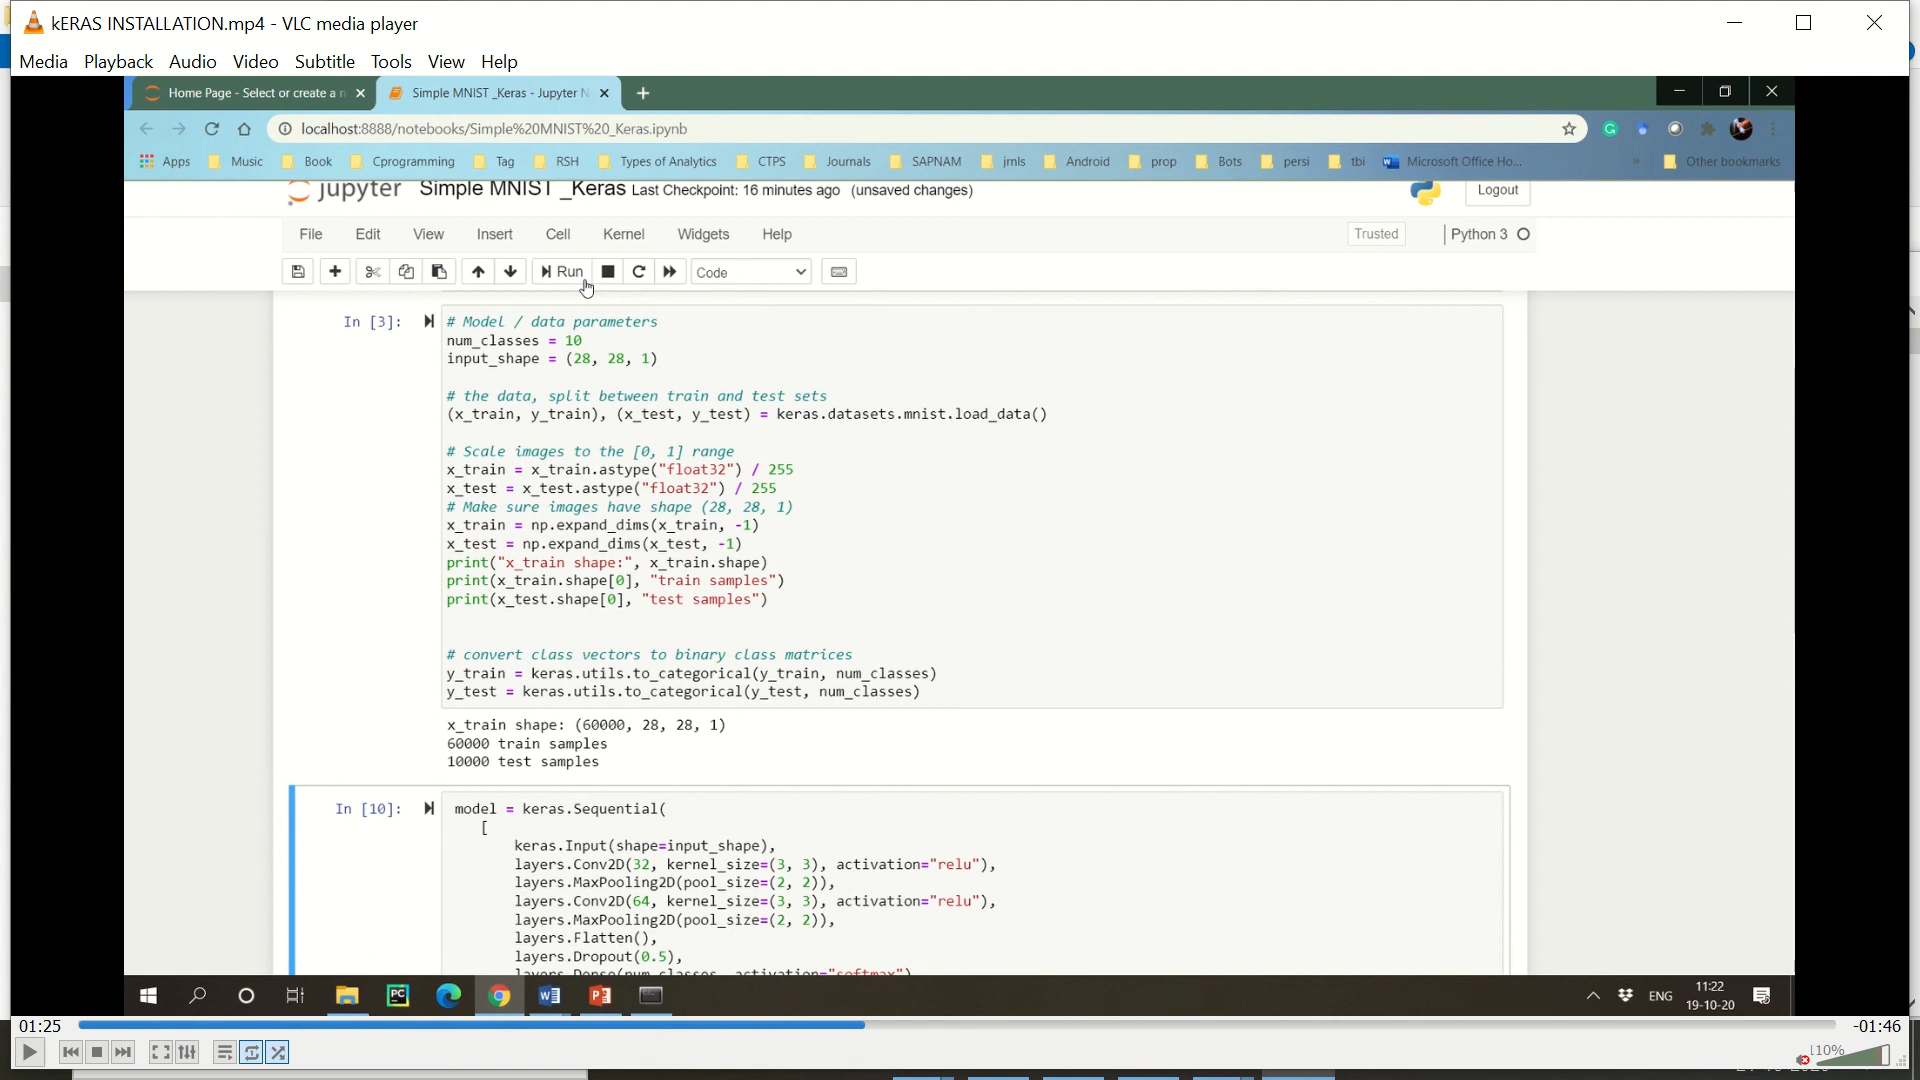 kERAS INSTALLATION.mp4 - VLC media player
Media Playback Audio Video Subtitle Tools View Help
Home Page - Select or create a n Simple MNIST _Keras - Jupyter N
localhost:8888/notebooks/Simple%20MNIST%20_Keras.ipynb
Apps Music Book Cprogramming Tag RSH Types of Analytics CTPS Journals SAPNAM jrnls Android prop Bots persi tbi Microsoft Office Ho... » Other bookmarks
jupyter Simple MNIST _Keras Last Checkpoint: 16 minutes ago (unsaved changes) Logout
File Edit View Insert Cell Kernel Widgets Help Trusted Python 3
Run Code
In [3]: # Model / data parameters
num_classes = 10
input_shape = (28, 28, 1)
# the data, split between train and test sets
(x_train, y_train), (x_test, y_test) = keras.datasets.mnist.load_data()
# Scale images to the [0, 1] range
x_train = x_train.astype("float32") / 255
x_test = x_test.astype("float32") / 255
# Make sure images have shape (28, 28, 1)
x_train = np.expand_dims(x_train, -1)
x_test = np.expand_dims(x_test, -1)
print("x_train shape:", x_train.shape)
print(x_train.shape[0], "train samples")
print(x_test.shape[0], "test samples")
# convert class vectors to binary class matrices
y_train = keras.utils.to_categorical(y_train, num_classes)
y_test = keras.utils.to_categorical(y_test, num_classes)
x_train shape: (60000, 28, 28, 1)
60000 train samples
10000 test samples
In [10]: model = keras.Sequential(
[
keras.Input(shape=input_shape),
layers.Conv2D(32, kernel_size=(3, 3), activation="relu"),
layers.MaxPooling2D(pool_size=(2, 2)),
layers.Conv2D(64, kernel_size=(3, 3), activation="relu"),
layers.MaxPooling2D(pool_size=(2, 2)),
layers.Flatten(),
layers.Dropout(0.5),
layers.Dense(num_classes, activation="softmax")
PC ENG 11:22
19-10-20
01:25 -01:46
110%